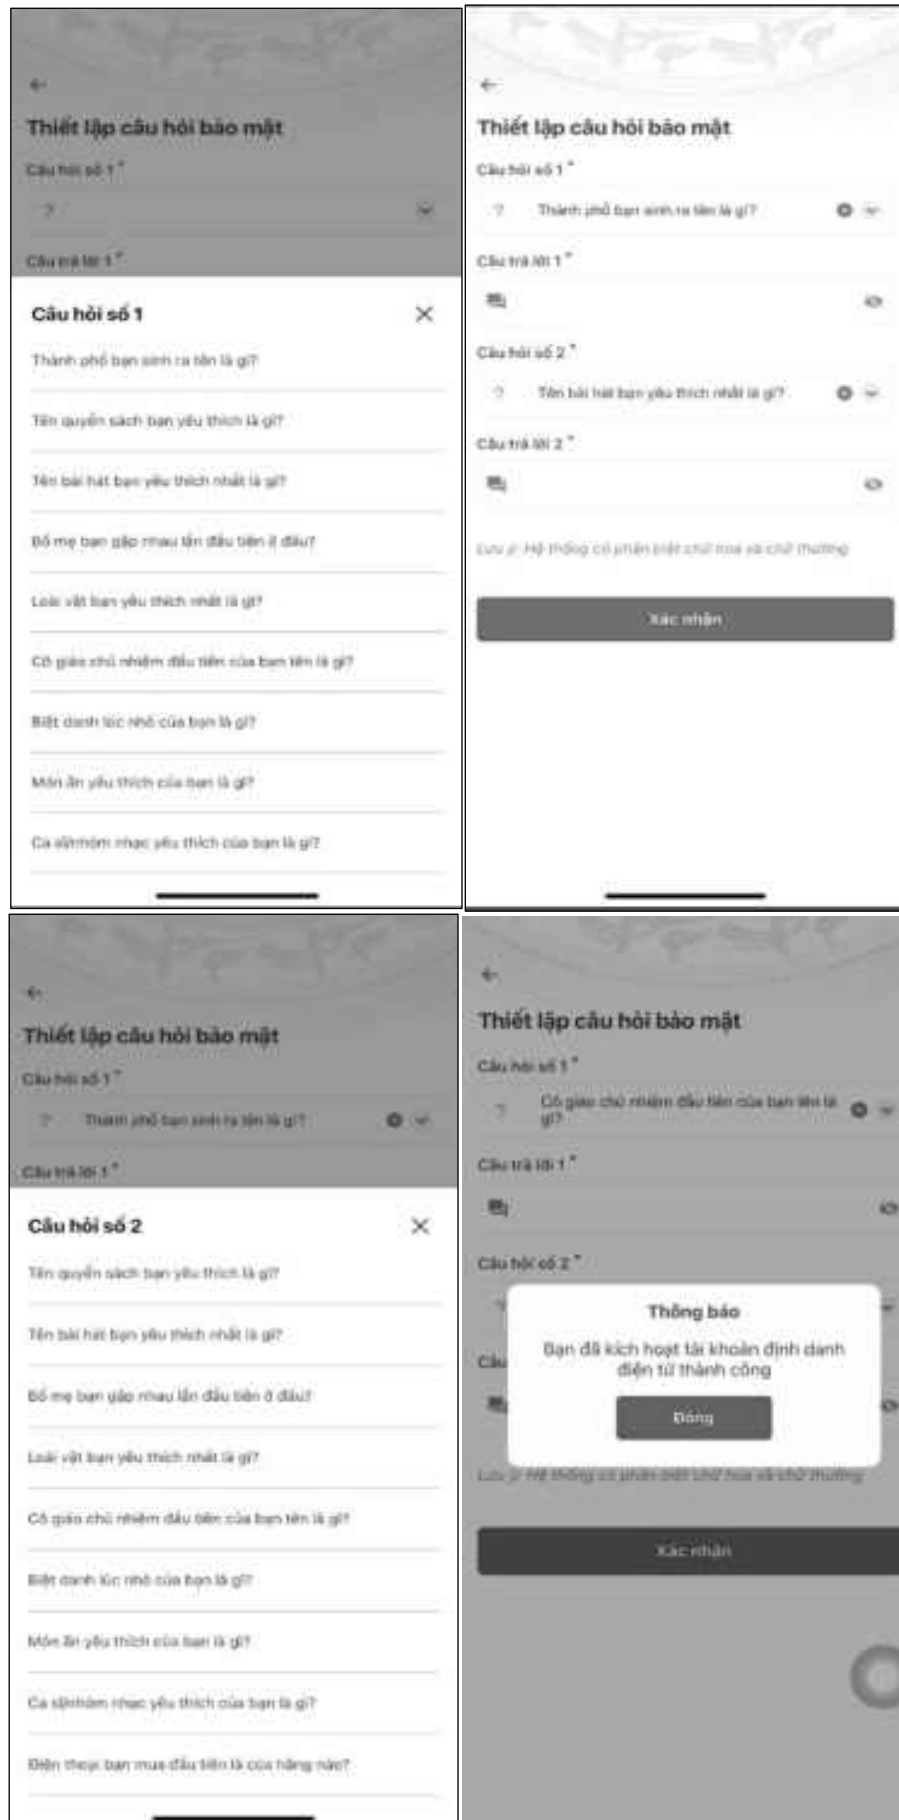 Thiết lập câu hỏi bảo mật
Câu hỏi số 1 *
?
Câu trả lời 1 *
Câu hỏi số 1
Thành phố bạn sinh ra tên là gì?
Tên quyển sách bạn yêu thích là gì?
Tên bài hát bạn yêu thích nhất là gì?
Bố mẹ bạn gặp nhau lần đầu tiên ở đâu?
Loài vật bạn yêu thích nhất là gì?
Cô giáo chủ nhiệm đầu tiên của bạn tên là gì?
Biệt danh lúc nhỏ của bạn là gì?
Món ăn yêu thích của bạn là gì?
Ca sĩ/nhóm nhạc yêu thích của bạn là gì?
Thiết lập câu hỏi bảo mật
Câu hỏi số 1 *
? Thành phố bạn sinh ra tên là gì?
Câu trả lời 1 *
Câu hỏi số 2 *
? Tên bài hát bạn yêu thích nhất là gì?
Câu trả lời 2 *
Lưu ý: Hệ thống có phân biệt chữ hoa và chữ thường
Xác nhận
Thiết lập câu hỏi bảo mật
Câu hỏi số 1 *
? Thành phố bạn sinh ra tên là gì?
Câu trả lời 1 *
Câu hỏi số 2
Tên quyển sách bạn yêu thích là gì?
Tên bài hát bạn yêu thích nhất là gì?
Bố mẹ bạn gặp nhau lần đầu tiên ở đâu?
Loài vật bạn yêu thích nhất là gì?
Cô giáo chủ nhiệm đầu tiên của bạn tên là gì?
Biệt danh lúc nhỏ của bạn là gì?
Món ăn yêu thích của bạn là gì?
Ca sĩ/nhóm nhạc yêu thích của bạn là gì?
Điện thoại bạn mua đầu tiên là của hãng nào?
Thiết lập câu hỏi bảo mật
Câu hỏi số 1 *
? Cô giáo chủ nhiệm đầu tiên của bạn tên là
gì?
Câu trả lời 1 *
Câu hỏi số 2 *
?
Thông báo
Bạn đã kích hoạt tài khoản định danh
điện tử thành công
Câu
Đóng
Lưu ý: Hệ thống có phân biệt chữ hoa và chữ thường
Xác nhận